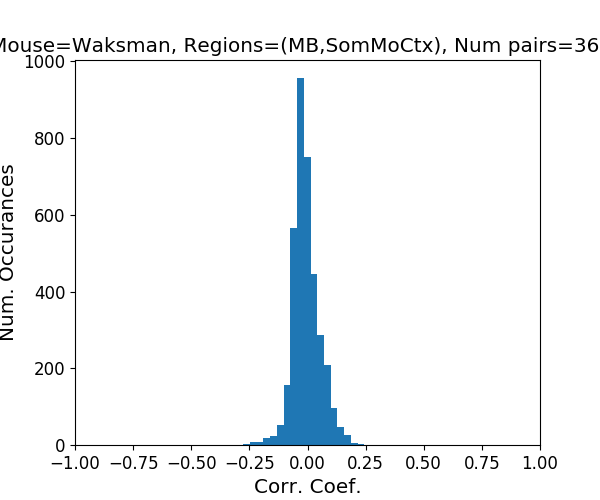 Mouse=Waksman, Regions=(MB,SomMoCtx), Num pairs=36
1000
800
600
400
200
0
Num. Occurances
−1.00 −0.75 −0.50 −0.25 0.00 0.25 0.50 0.75 1.00
Corr. Coef.